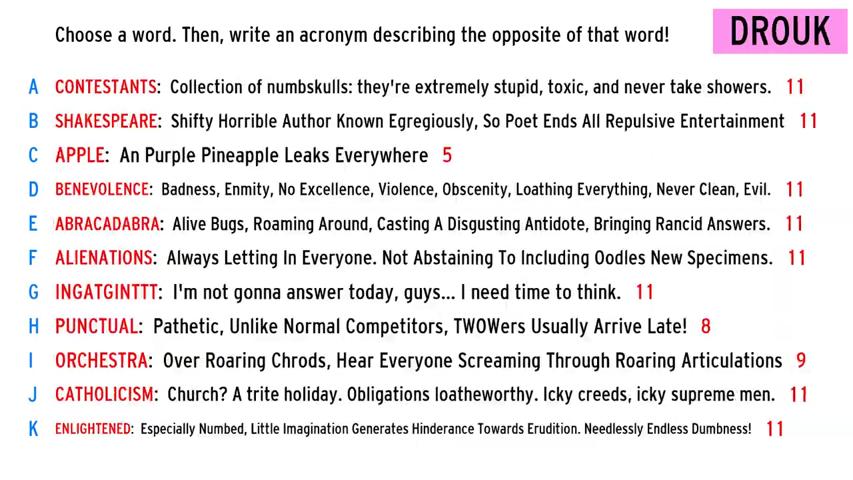 Choose a word. Then, write an acronym describing the opposite of that word! DROUK
A CONTESTANTS: Collection of numbskulls: they're extremely stupid, toxic, and never take showers. 11
B SHAKESPEARE: Shifty Horrible Author Known Egregiously, So Poet Ends All Repulsive Entertainment 11
C APPLE: An Purple Pineapple Leaks Everywhere 5
D BENEVOLENCE: Badness, Enmity, No Excellence, Violence, Obscenity, Loathing Everything, Never Clean, Evil. 11
E ABRACADABRA: Alive Bugs, Roaming Around, Casting A Disgusting Antidote, Bringing Rancid Answers. 11
F ALIENATIONS: Always Letting In Everyone. Not Abstaining To Including Oodles New Specimens. 11
G INGATGINTTT: I'm not gonna answer today, guys... I need time to think. 11
H PUNCTUAL: Pathetic, Unlike Normal Competitors, TWOWers Usually Arrive Late! 8
I ORCHESTRA: Over Roaring Chrods, Hear Everyone Screaming Through Roaring Articulations 9
J CATHOLICISM: Church? A trite holiday. Obligations loatheworthy. Icky creeds, icky supreme men. 11
K ENLIGHTENED: Especially Numbed, Little Imagination Generates Hinderance Towards Erudition. Needlessly Endless Dumbness! 11